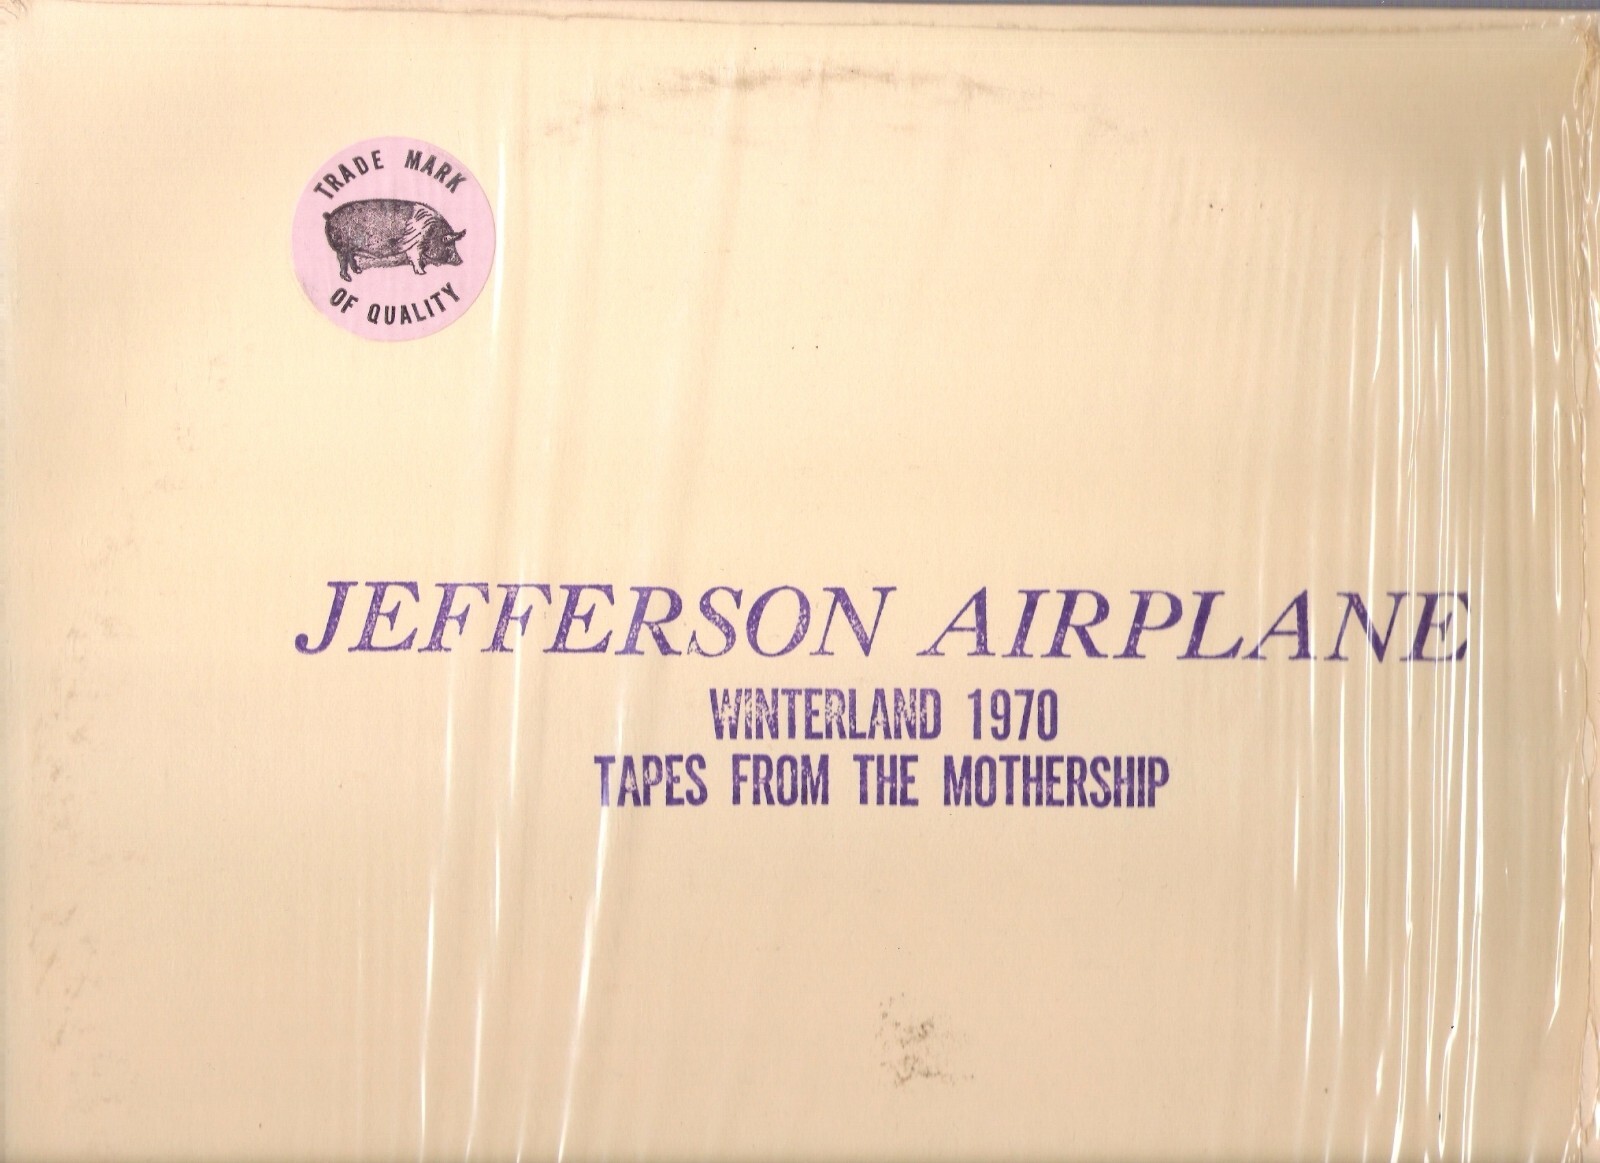 TRADE MARK
OF QUALITY
JEFFERSON AIRPLANE
WINTERLAND 1970
TAPES FROM THE MOTHERSHIP